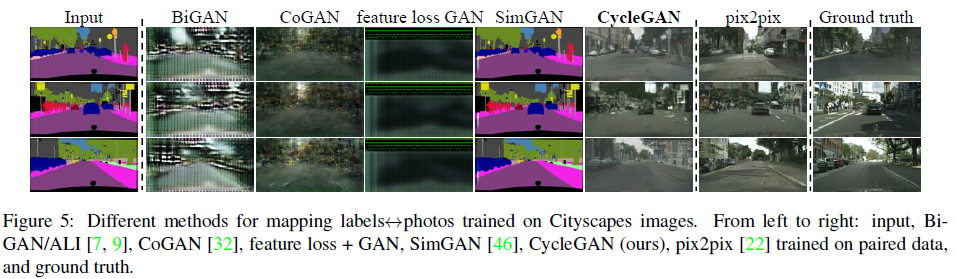 Input BiGAN CoGAN feature loss GAN SimGAN CycleGAN pix2pix Ground truth
Figure 5: Different methods for mapping labels↔photos trained on Cityscapes images. From left to right: input, Bi-
GAN/ALI [7, 9], CoGAN [32], feature loss + GAN, SimGAN [46], CycleGAN (ours), pix2pix [22] trained on paired data,
and ground truth.